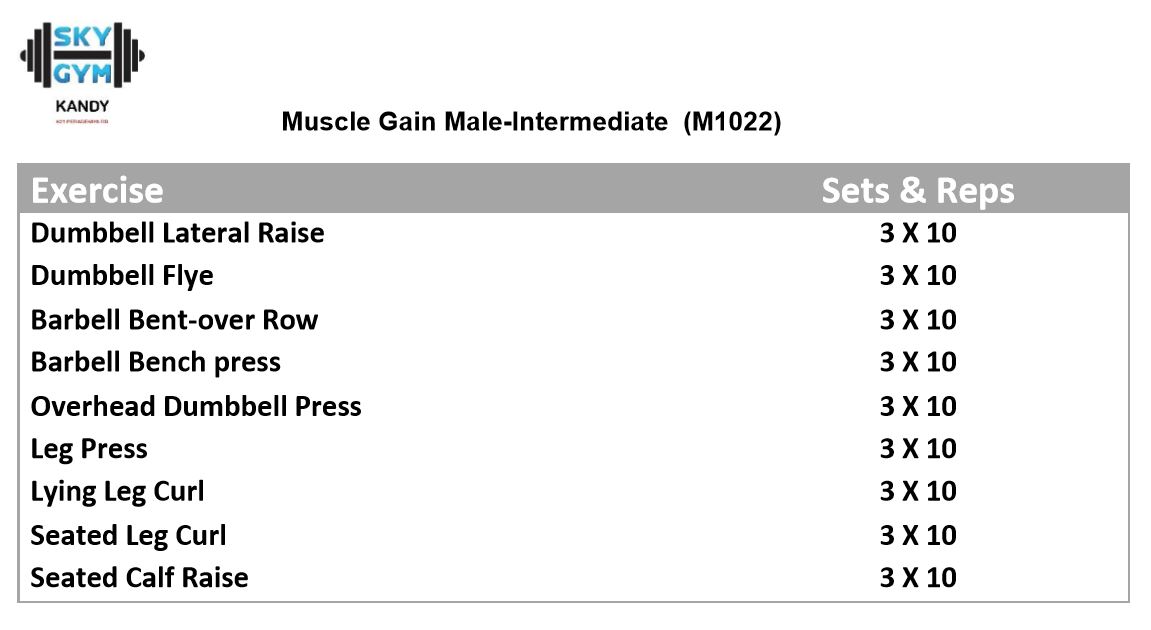 SKY
GYM
KANDY
Muscle Gain Male-Intermediate (M1022)
Exercise Sets & Reps
Dumbbell Lateral Raise 3 X 10
Dumbbell Flye 3 X 10
Barbell Bent-over Row 3 X 10
Barbell Bench press 3 X 10
Overhead Dumbbell Press 3 X 10
Leg Press 3 X 10
Lying Leg Curl 3 X 10
Seated Leg Curl 3 X 10
Seated Calf Raise 3 X 10